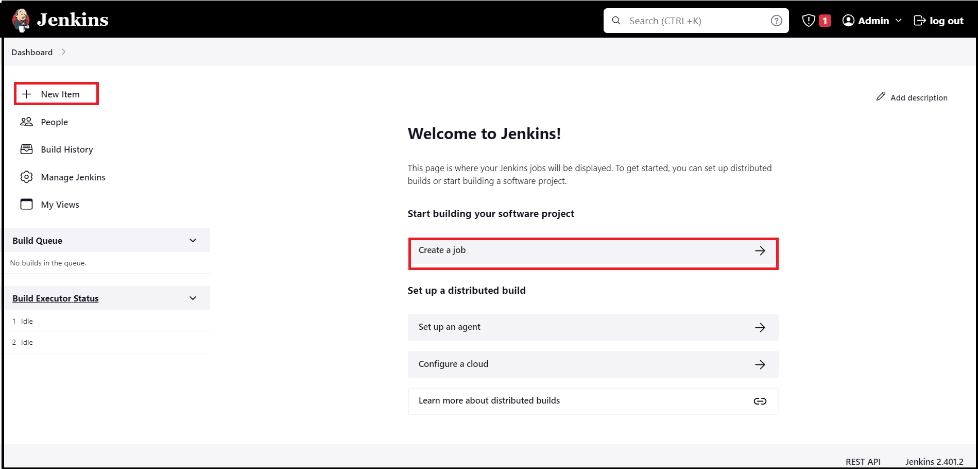 Jenkins
Search (CTRL+K)
1
Admin
log out
Dashboard
New Item
People
Build History
Manage Jenkins
My Views
Build Queue
No builds in the queue.
Build Executor Status
1 Idle
2 Idle
Add description
Welcome to Jenkins!
This page is where your Jenkins jobs will be displayed. To get started, you can set up distributed
builds or start building a software project.
Start building your software project
Create a job
Set up a distributed build
Set up an agent
Configure a cloud
Learn more about distributed builds
REST API
Jenkins 2.401.2